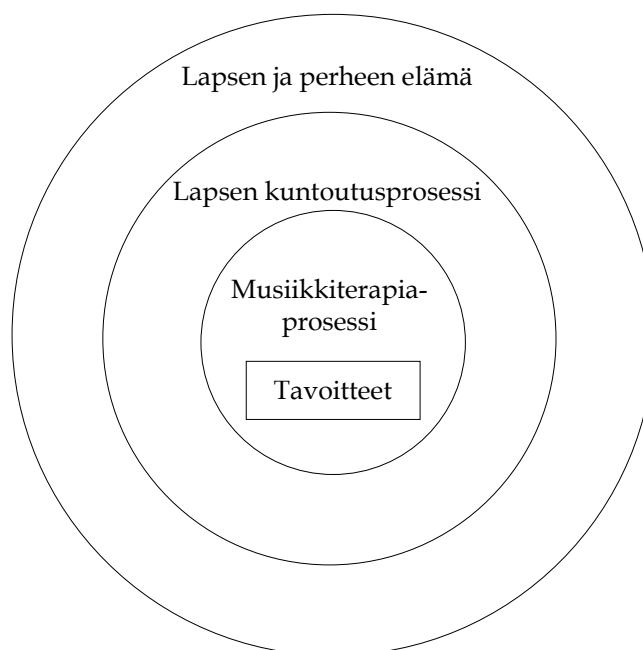 Lapsen ja perheen elämä
Lapsen kuntoutusprosessi
Musiikkiterapia-
prosessi
Tavoitteet